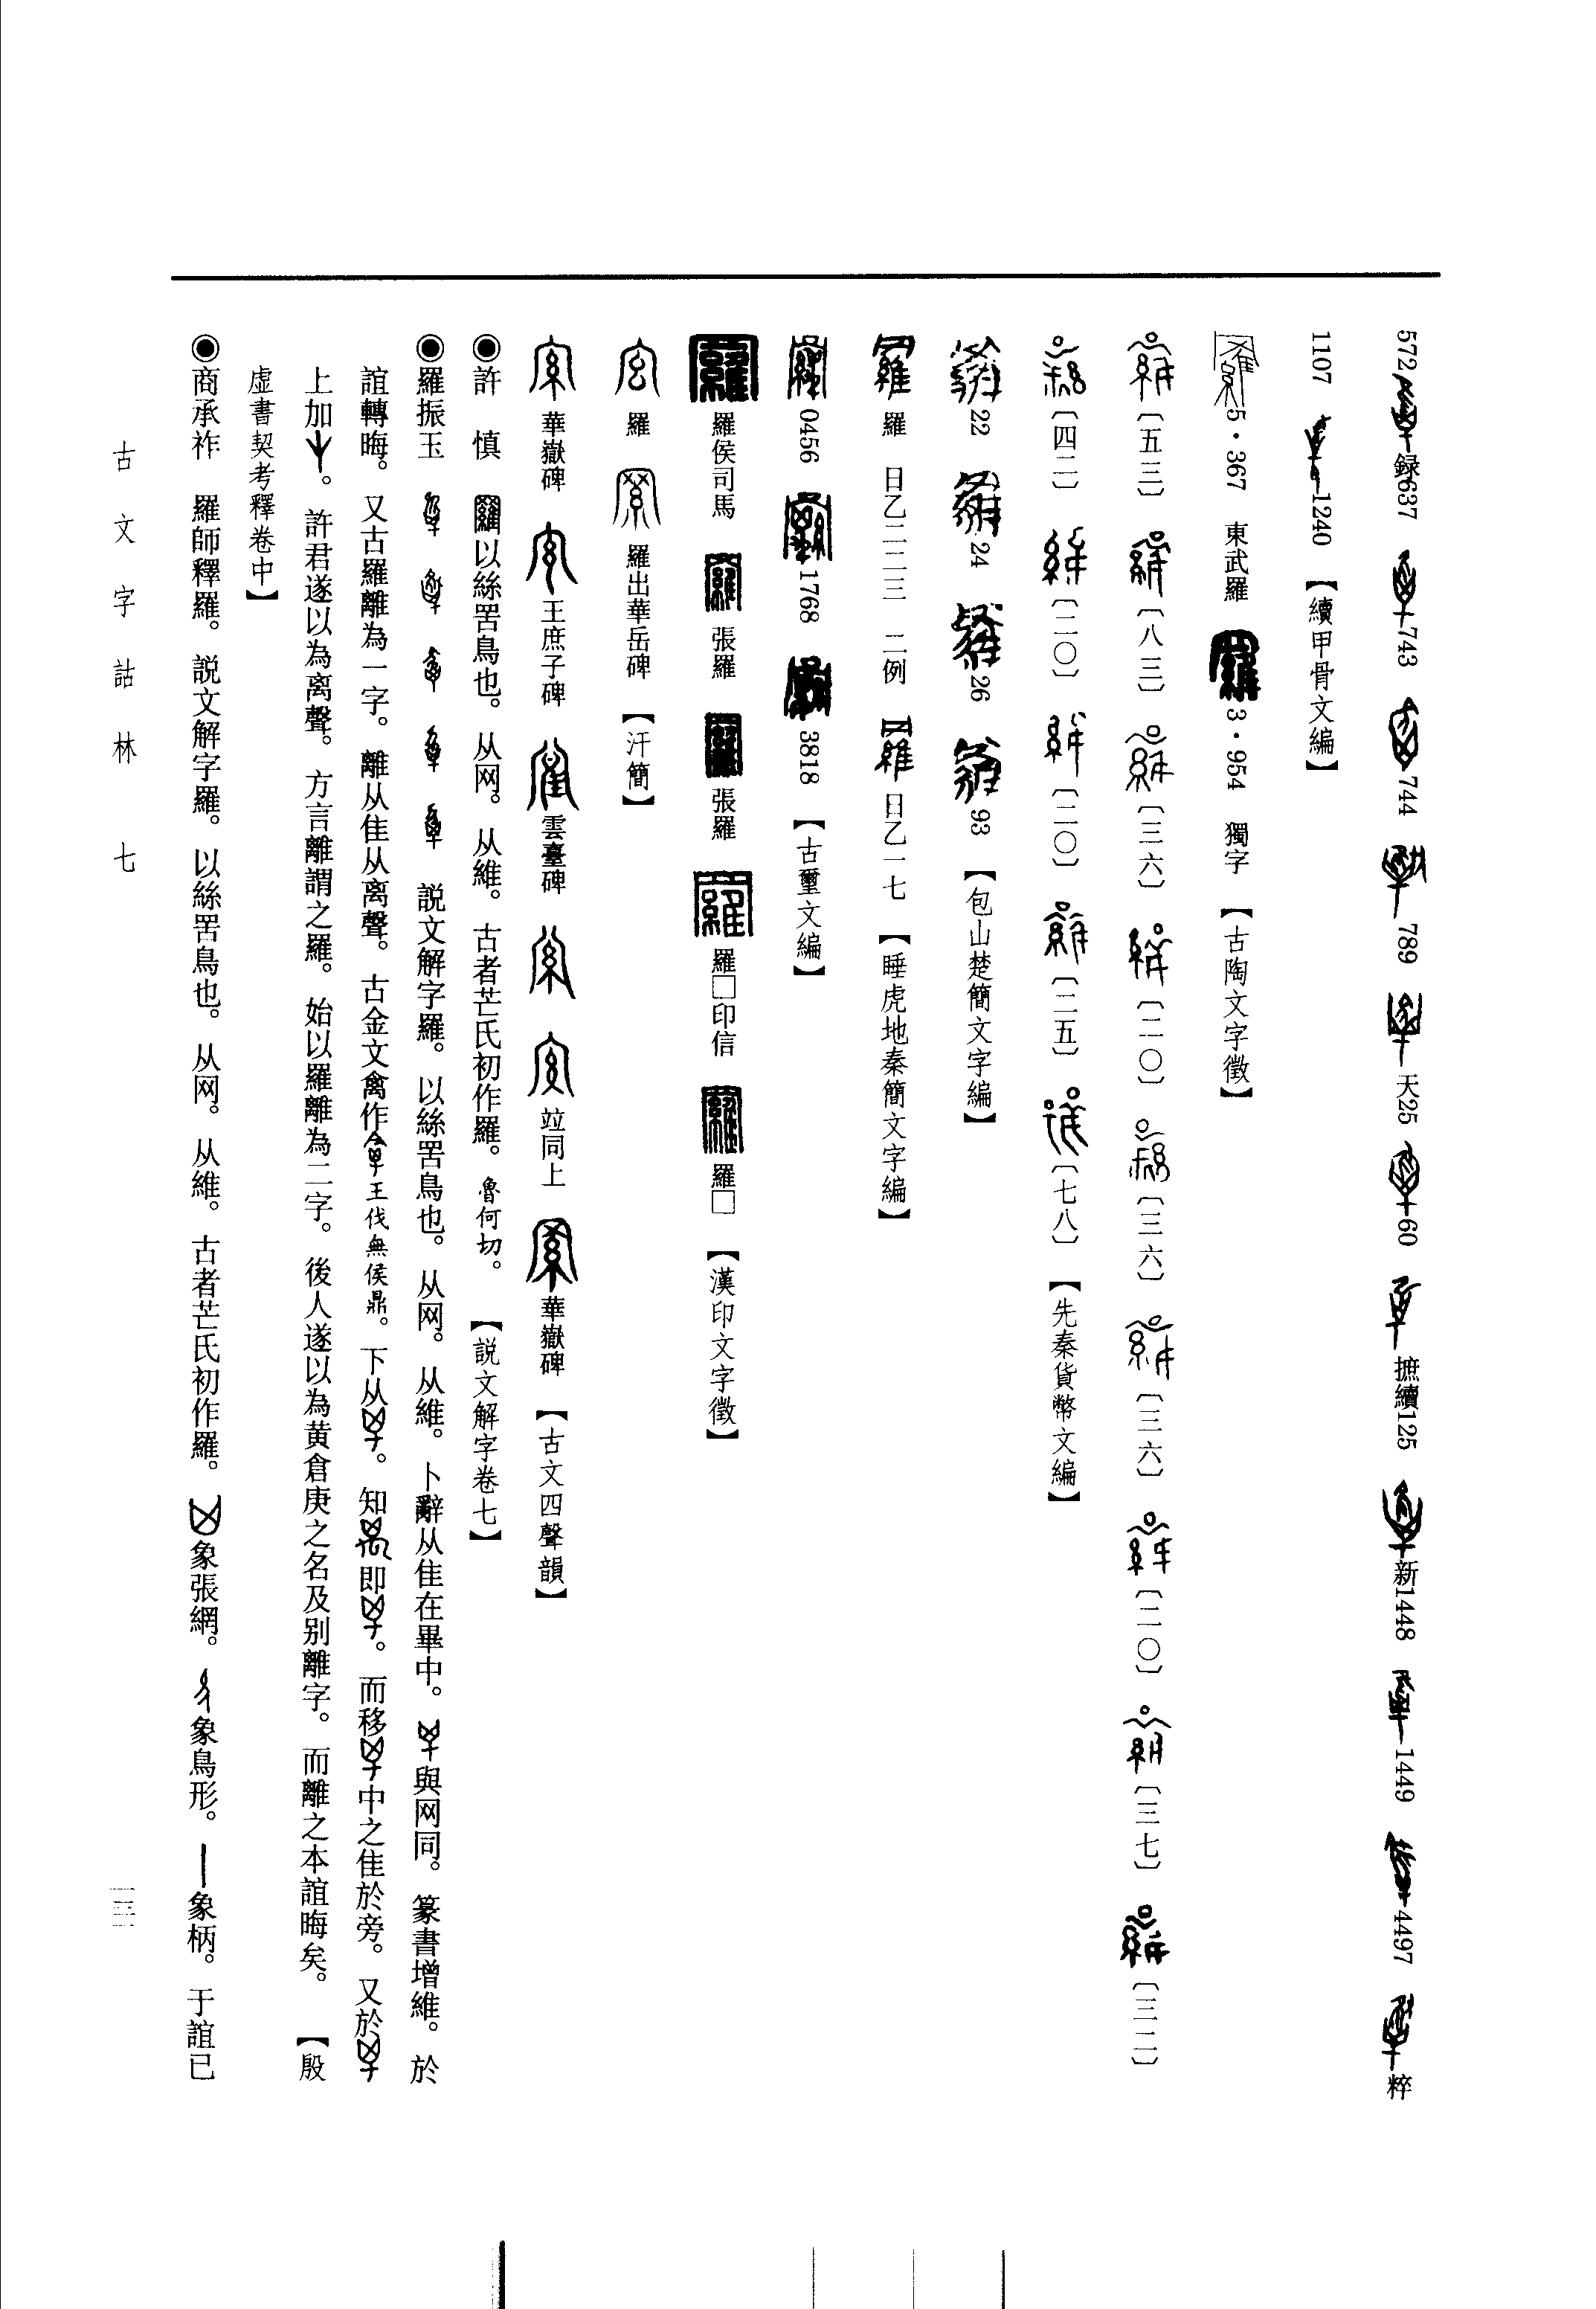 572 録637 743 744 789 天25 60 摭續125 新1448 1449 4497 粹
1107 1240 【續甲骨文編】
5·367 東武羅 3·954 獨字 【古陶文字徵】
〔五三〕 〔八三〕 〔三六〕 〔二〇〕 〔三六〕 〔三六〕 〔二〇〕 〔三七〕 〔三二〕
〔四二〕 〔二〇〕 〔二〇〕 〔二五〕 〔七八〕 【先秦貨幣文編】
22 24 26 93 【包山楚簡文字編】
羅 日乙二二三 二例 日乙一七 【睡虎地秦簡文字編】
0456 1768 3818 【古璽文編】
羅侯司馬 張羅 張羅 羅□印信 羅□ 【漢印文字徵】
羅 羅出華岳碑 【汗簡】
華嶽碑 王庶子碑 雲臺碑 竝同上 華嶽碑 【古文四聲韻】
◉許 慎 羅以絲罟鳥也。从网。从維。古者芒氏初作羅。魯何切。 【説文解字卷七】
◉羅振玉 説文解字羅。以絲罟鳥也。从网。从維。卜辭从隹在畢中。與网同。篆書增維。於
誼轉晦。又古羅離為一字。離从隹从离聲。古金文禽作王伐無侯鼎。下从。知即。而移中之隹於旁。又於
上加。許君遂以為离聲。方言離謂之羅。始以羅離為二字。後人遂以為黄倉庚之名及别離字。而離之本誼晦矣。 【殷
虛書契考釋卷中】
◉商承祚 羅師釋羅。説文解字羅。以絲罟鳥也。从网。从維。古者芒氏初作羅。象張網。象鳥形。象柄。于誼已
古文字詁林 七